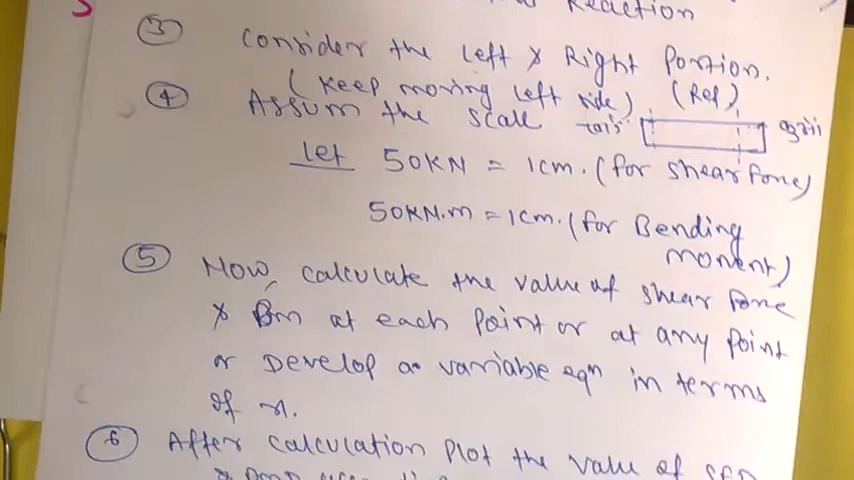 Reaction
③ Consider the left & Right Portion.
(Keep moving left side) (Ref)
④ Assum the scale
Let 50KN = 1cm. (for shear force)
50KN.m = 1cm. (for Bending moment)
⑤ Now, calculate the value of shear force
& Bm at each point or at any point
or Develop a variable eqn in terms
of x.
⑥ After calculation Plot the value of SFD